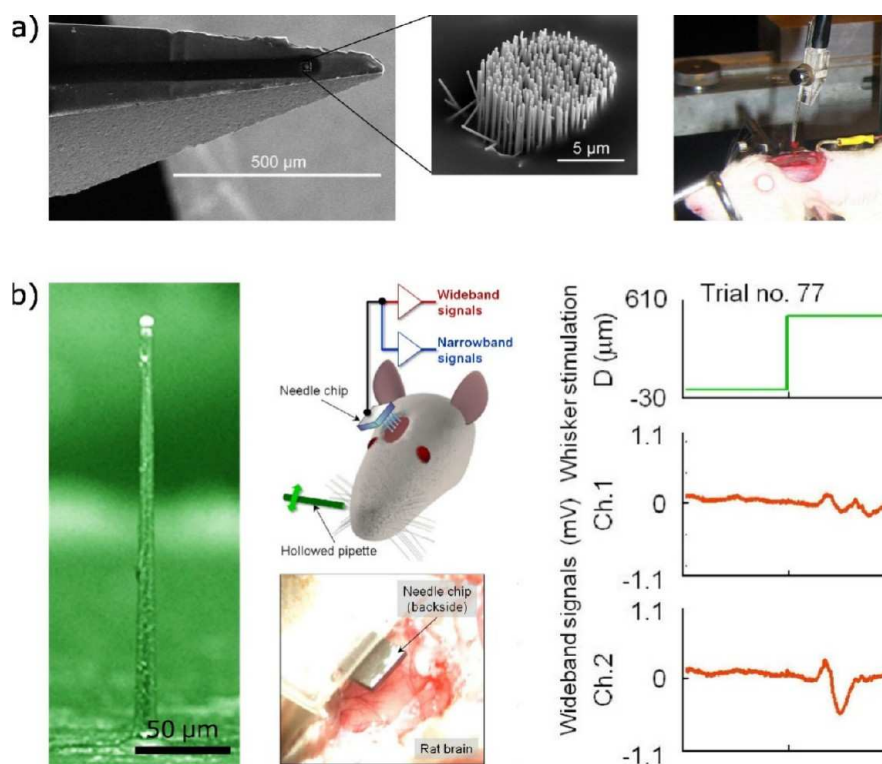 a)
500 µm
5 µm
b)
50 µm
Wideband
signals
Narrowband
signals
Needle chip
Hollowed pipette
Needle chip
(backside)
Rat brain
Trial no. 77
Whisker stimulation
D (µm)
610
-30
Wideband signals (mV)
Ch.1
1.1
0
-1.1
Ch.2
1.1
0
-1.1